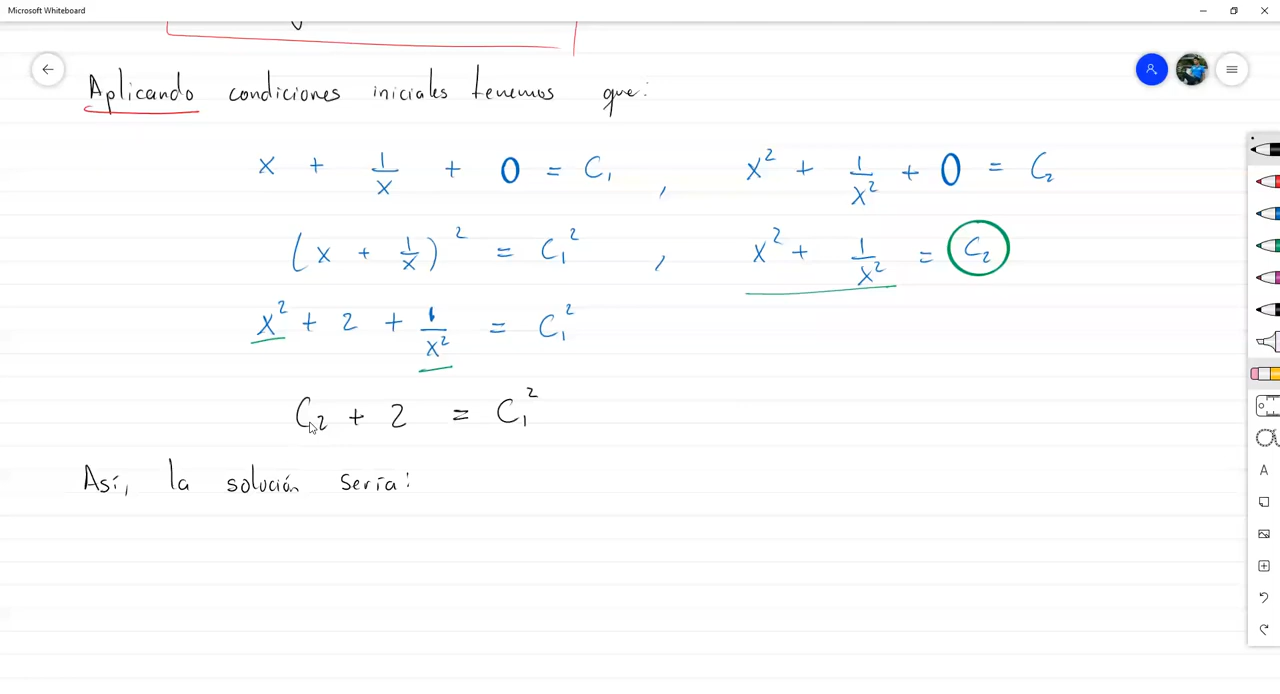 Microsoft Whiteboard
Aplicando condiciones iniciales tenemos que:
x + 1/x + 0 = C₁ , x² + 1/x² + 0 = C₂
(x + 1/x)² = C₁² , x² + 1/x² = C₂
x² + 2 + 1/x² = C₁²
C₂ + 2 = C₁²
Así, la solución sería: